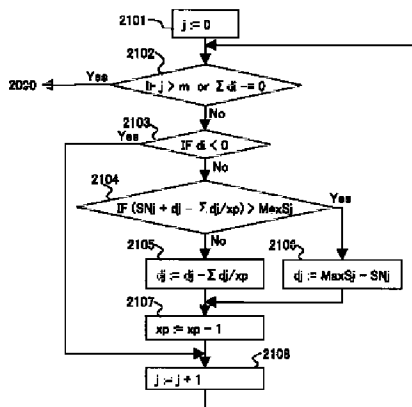 2101
j := 0
2102
IF j > m or Σ di = 0
Yes
2000
No
2103
IF di < 0
Yes
No
2104
IF (SNj + dj − Σ dj/xp) > MaxSj
Yes
No
2105
dj := dj − Σ dj/xp
2106
dj := MaxSj − SNj
2107
xp := xp − 1
2108
j := j + 1